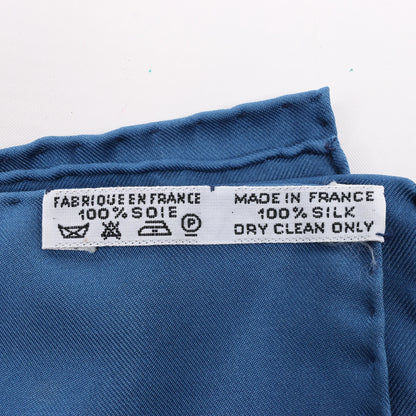 FABRIQUE EN FRANCE
100% SOIE
P
MADE IN FRANCE
100% SILK
DRY CLEAN ONLY